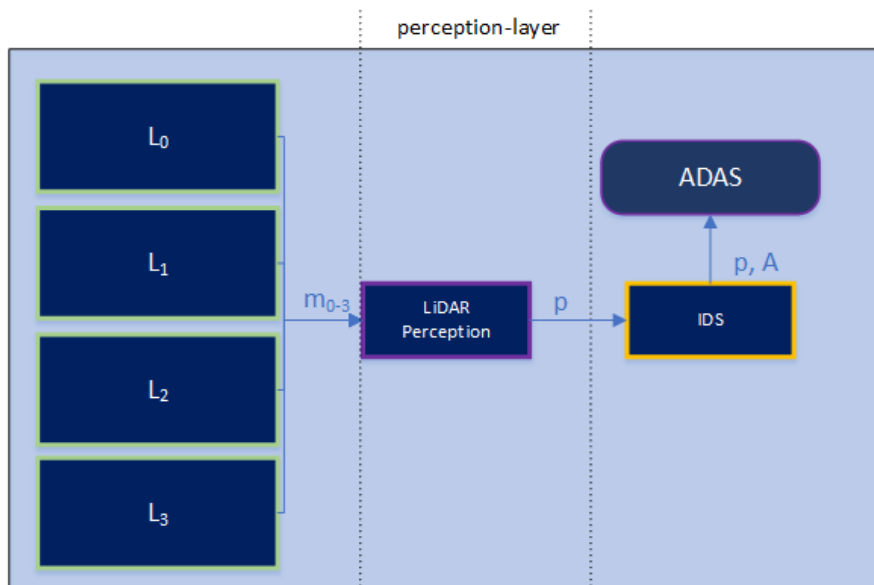 perception-layer
L₀
L₁
L₂
L₃
m₀₋₃
LiDAR
Perception
p
ADAS
p, A
IDS